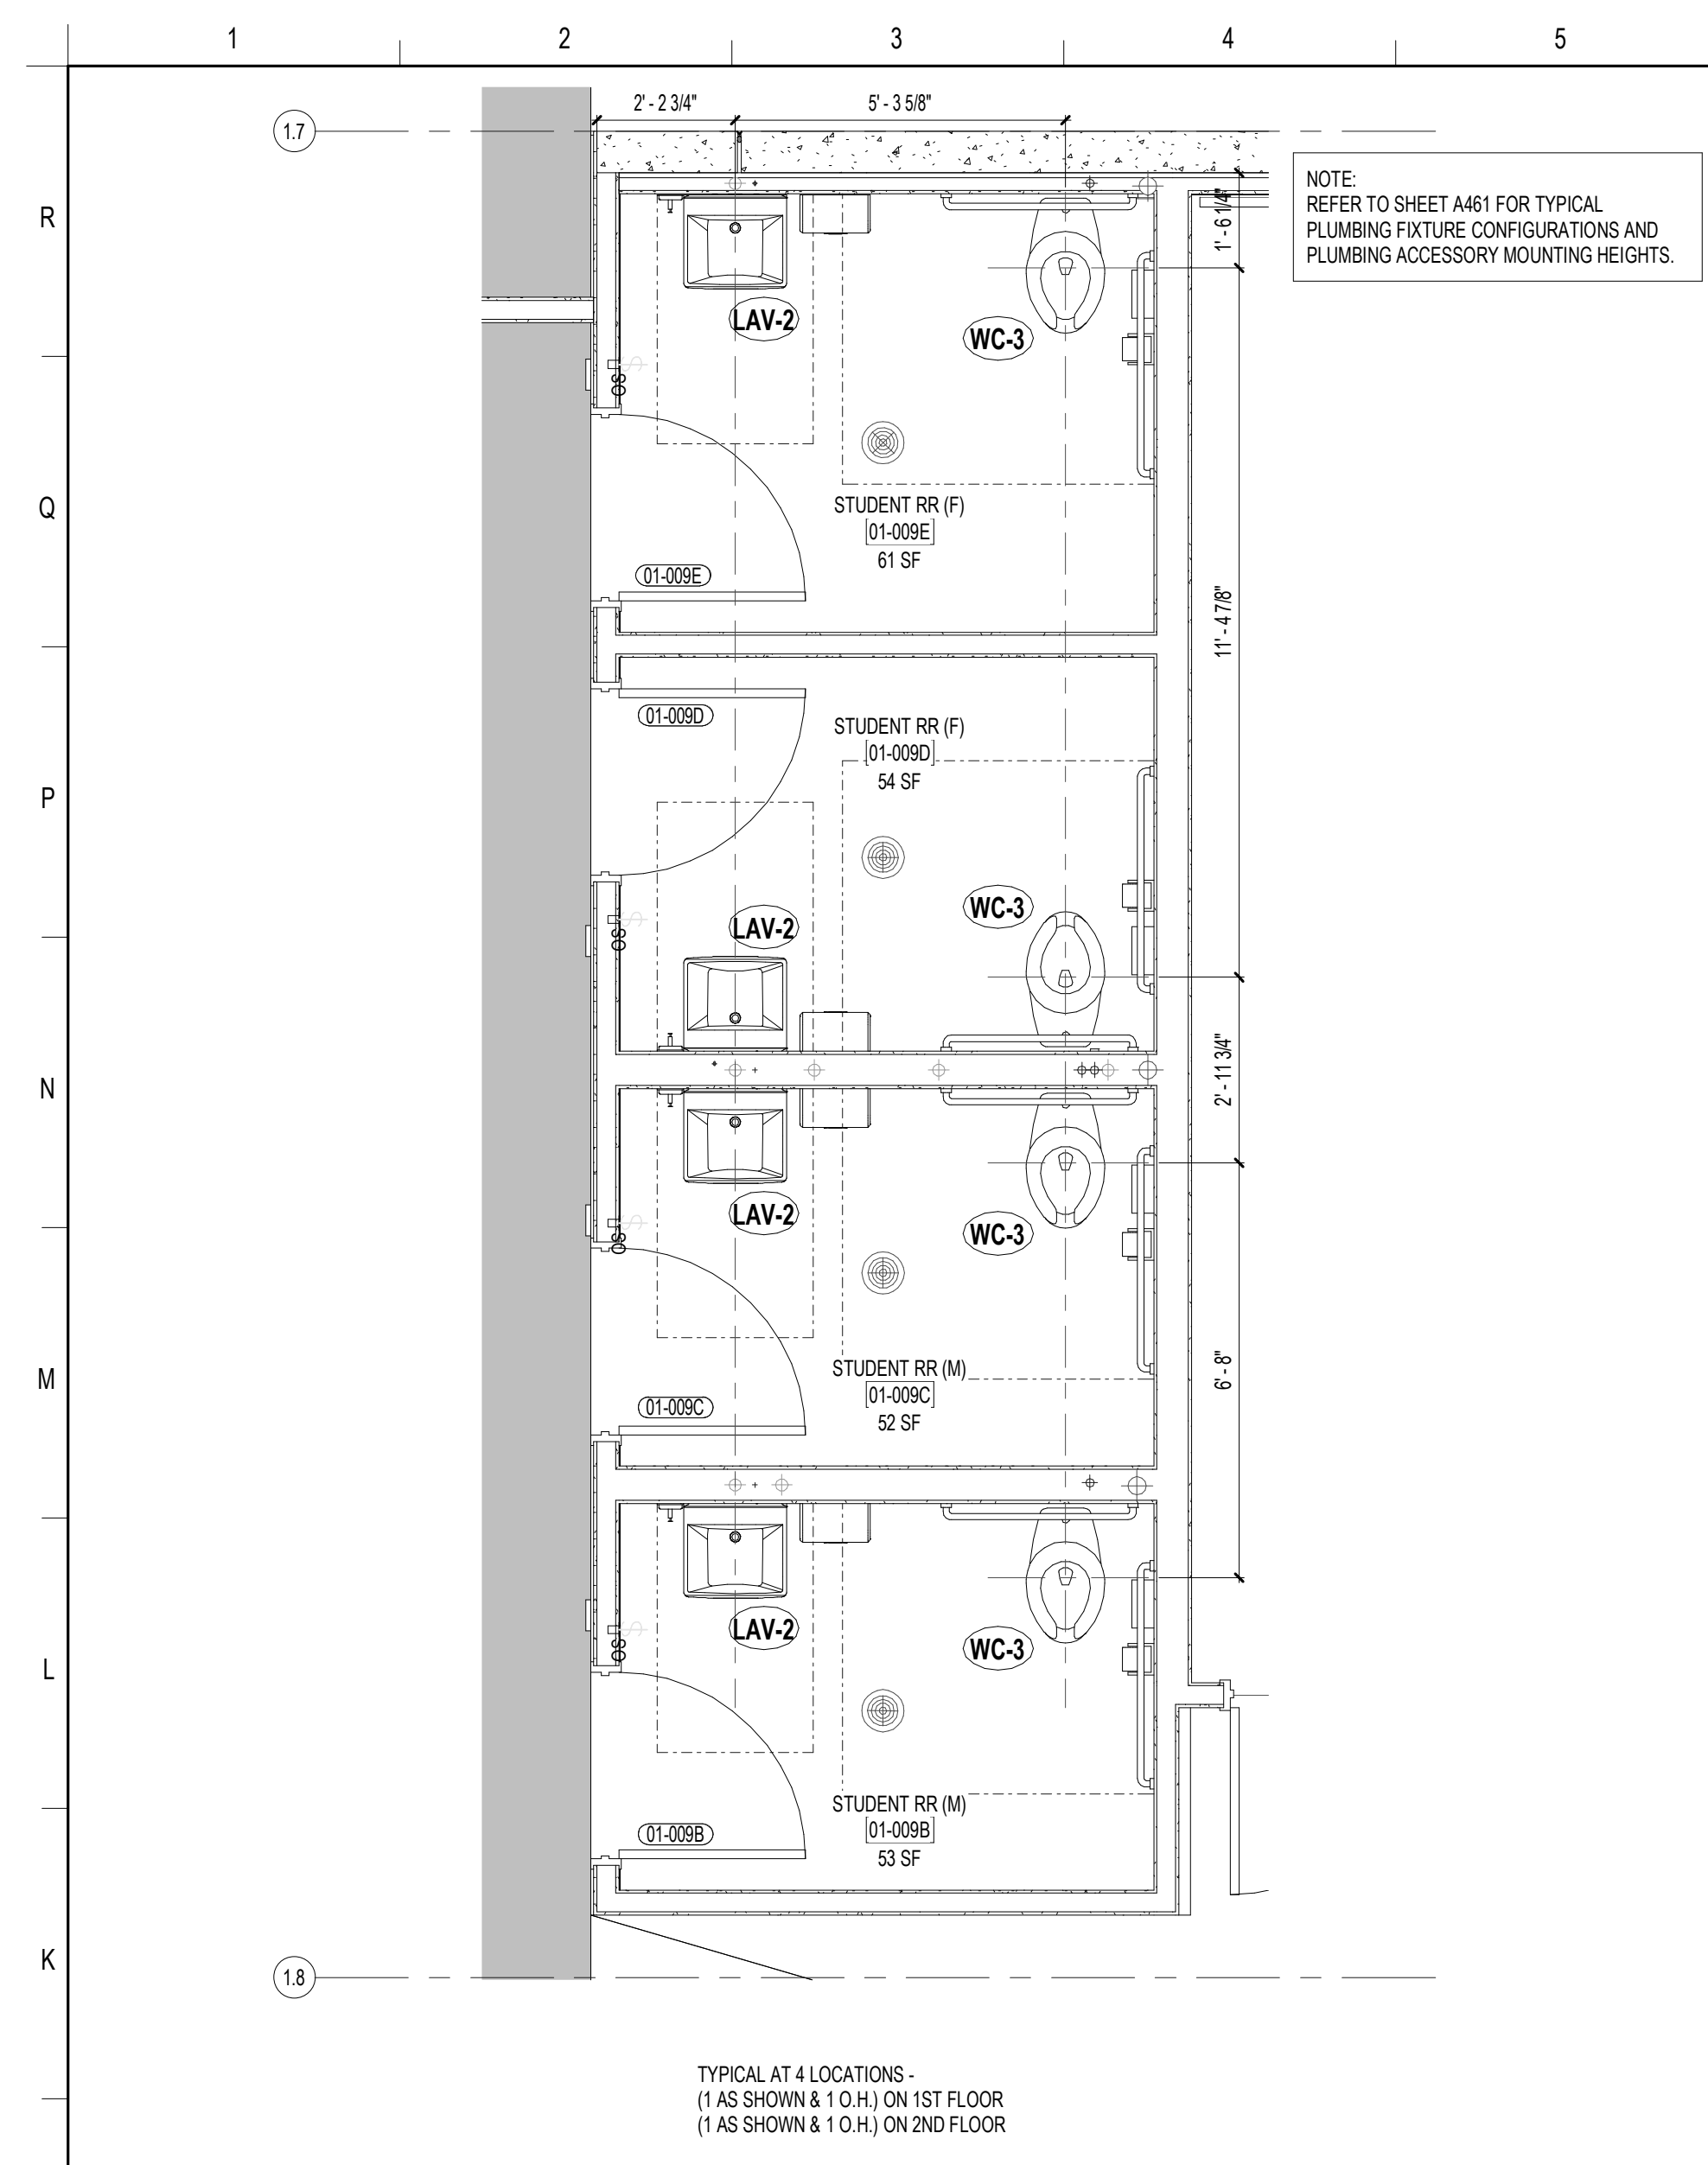 1 2 3 4 5
2' - 2 3/4" 5' - 3 5/8"
1.7
NOTE:
REFER TO SHEET A461 FOR TYPICAL
PLUMBING FIXTURE CONFIGURATIONS AND
PLUMBING ACCESSORY MOUNTING HEIGHTS.
R
1' - 6 1/4"
LAV-2
WC-3
$
OS
Q
STUDENT RR (F)
01-009E
61 SF
01-009E
11' - 4 7/8"
01-009D
STUDENT RR (F)
01-009D
54 SF
P
WC-3
LAV-2
$
OS
2' - 11 3/4"
N
LAV-2
WC-3
$
OS
M
STUDENT RR (M)
01-009C
52 SF
01-009C
6' - 8"
LAV-2
WC-3
$
OS
L
STUDENT RR (M)
01-009B
53 SF
01-009B
K
1.8
TYPICAL AT 4 LOCATIONS -
(1 AS SHOWN & 1 O.H.) ON 1ST FLOOR
(1 AS SHOWN & 1 O.H.) ON 2ND FLOOR